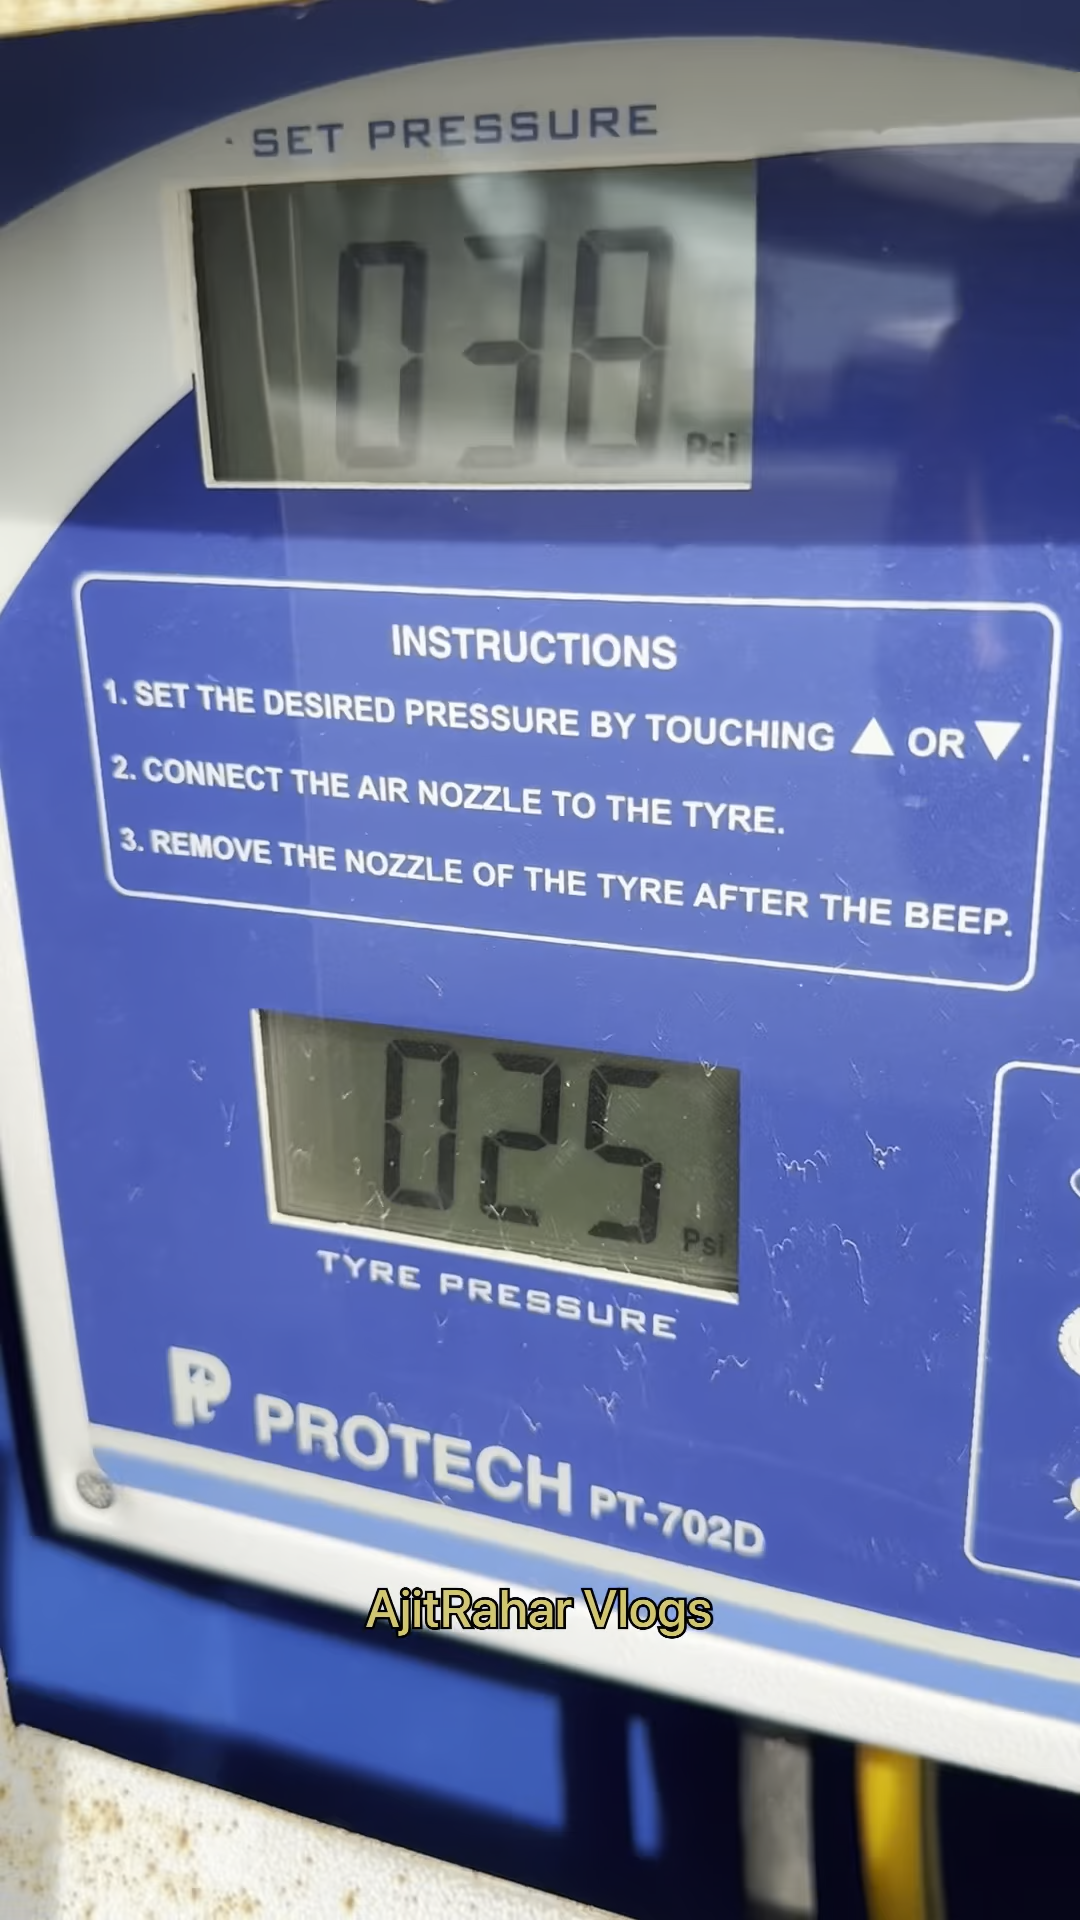 SET PRESSURE
038 Psi
INSTRUCTIONS
1. SET THE DESIRED PRESSURE BY TOUCHING ▲ OR ▼.
2. CONNECT THE AIR NOZZLE TO THE TYRE.
3. REMOVE THE NOZZLE OF THE TYRE AFTER THE BEEP.
025 Psi
TYRE PRESSURE
PROTECH PT-702D
AjitRahar Vlogs